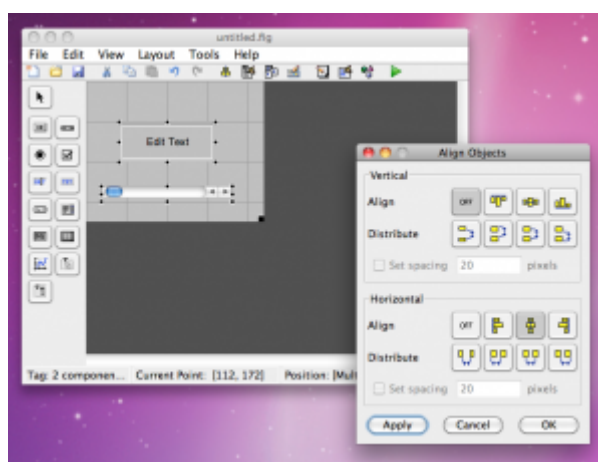 untitled.fig
File Edit View Layout Tools Help
Edit Text
Tag: 2 componen... Current Point: [112, 172] Position: [Mul
Align Objects
Vertical
Align OFF
Distribute
Set spacing 20 pixels
Horizontal
Align OFF
Distribute
Set spacing 20 pixels
Apply Cancel OK